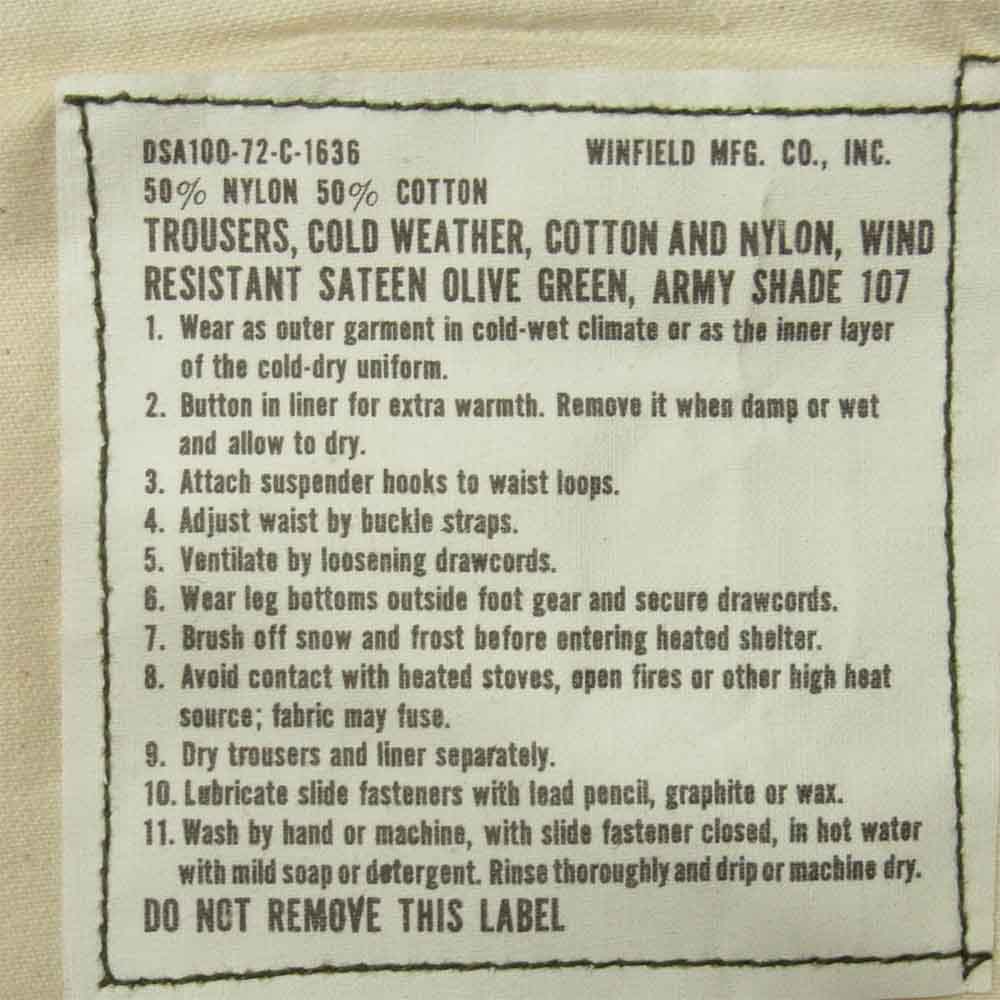 DSA100-72-C-1636 WINFIELD MFG. CO., INC.
50% NYLON 50% COTTON
TROUSERS, COLD WEATHER, COTTON AND NYLON, WIND
RESISTANT SATEEN OLIVE GREEN, ARMY SHADE 107
1. Wear as outer garment in cold-wet climate or as the inner layer
of the cold-dry uniform.
2. Button in liner for extra warmth. Remove it when damp or wet
and allow to dry.
3. Attach suspender hooks to waist loops.
4. Adjust waist by buckle straps.
5. Ventilate by loosening drawcords.
6. Wear leg bottoms outside foot gear and secure drawcords.
7. Brush off snow and frost before entering heated shelter.
8. Avoid contact with heated stoves, open fires or other high heat
source; fabric may fuse.
9. Dry trousers and liner separately.
10. Lubricate slide fasteners with lead pencil, graphite or wax.
11. Wash by hand or machine, with slide fastener closed, in hot water
with mild soap or detergent. Rinse thoroughly and drip or machine dry.
DO NOT REMOVE THIS LABEL